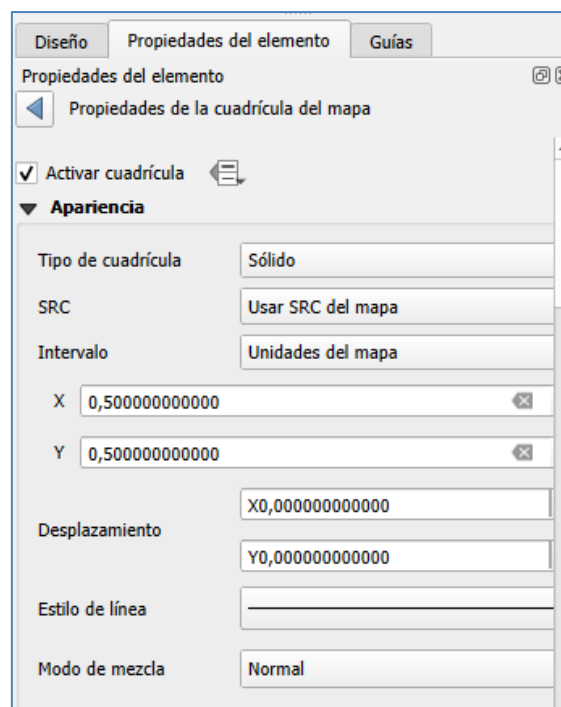 Diseño Propiedades del elemento Guías
Propiedades del elemento
Propiedades de la cuadrícula del mapa
Activar cuadrícula
Apariencia
Tipo de cuadrícula Sólido
SRC Usar SRC del mapa
Intervalo Unidades del mapa
X 0,500000000000
Y 0,500000000000
X0,000000000000
Desplazamiento
Y0,000000000000
Estilo de línea
Modo de mezcla Normal